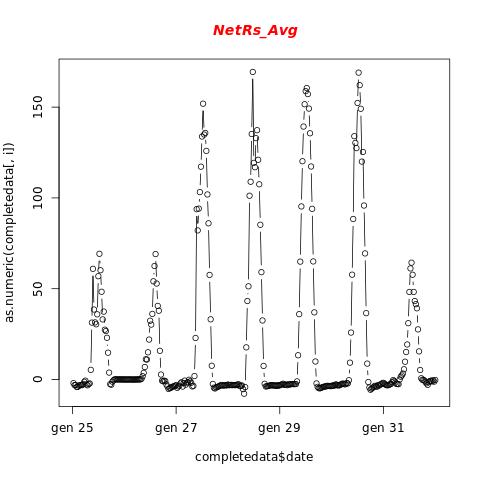 NetRs_Avg
as.numeric(completedata[, i])
150
100
50
0
gen 25
gen 27
gen 29
gen 31
completedata$date